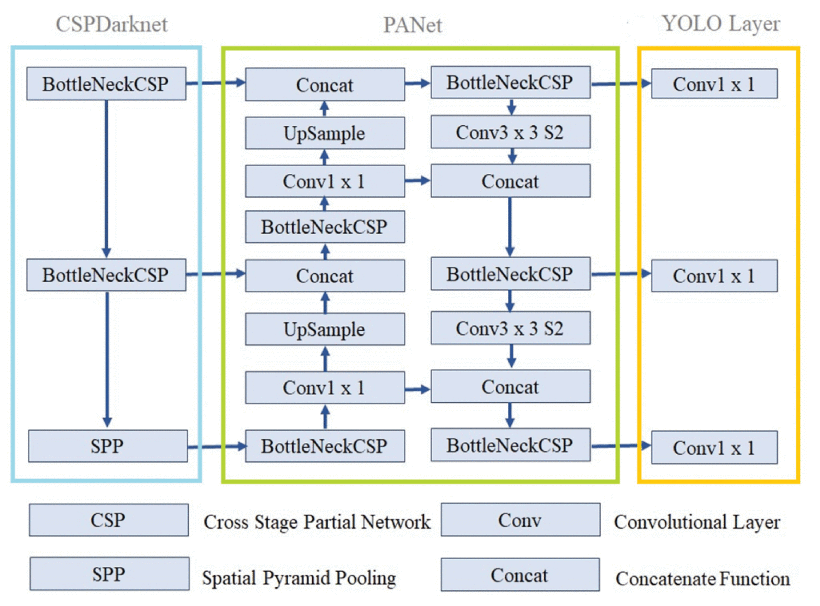 CSPDarknet
PANet
YOLO Layer
BottleNeckCSP
Concat
BottleNeckCSP
Conv1 x 1
UpSample
Conv3 x 3 S2
Conv1 x 1
Concat
BottleNeckCSP
BottleNeckCSP
Concat
BottleNeckCSP
Conv1 x 1
UpSample
Conv3 x 3 S2
Conv1 x 1
Concat
SPP
BottleNeckCSP
BottleNeckCSP
Conv1 x 1
CSP
Cross Stage Partial Network
Conv
Convolutional Layer
SPP
Spatial Pyramid Pooling
Concat
Concatenate Function